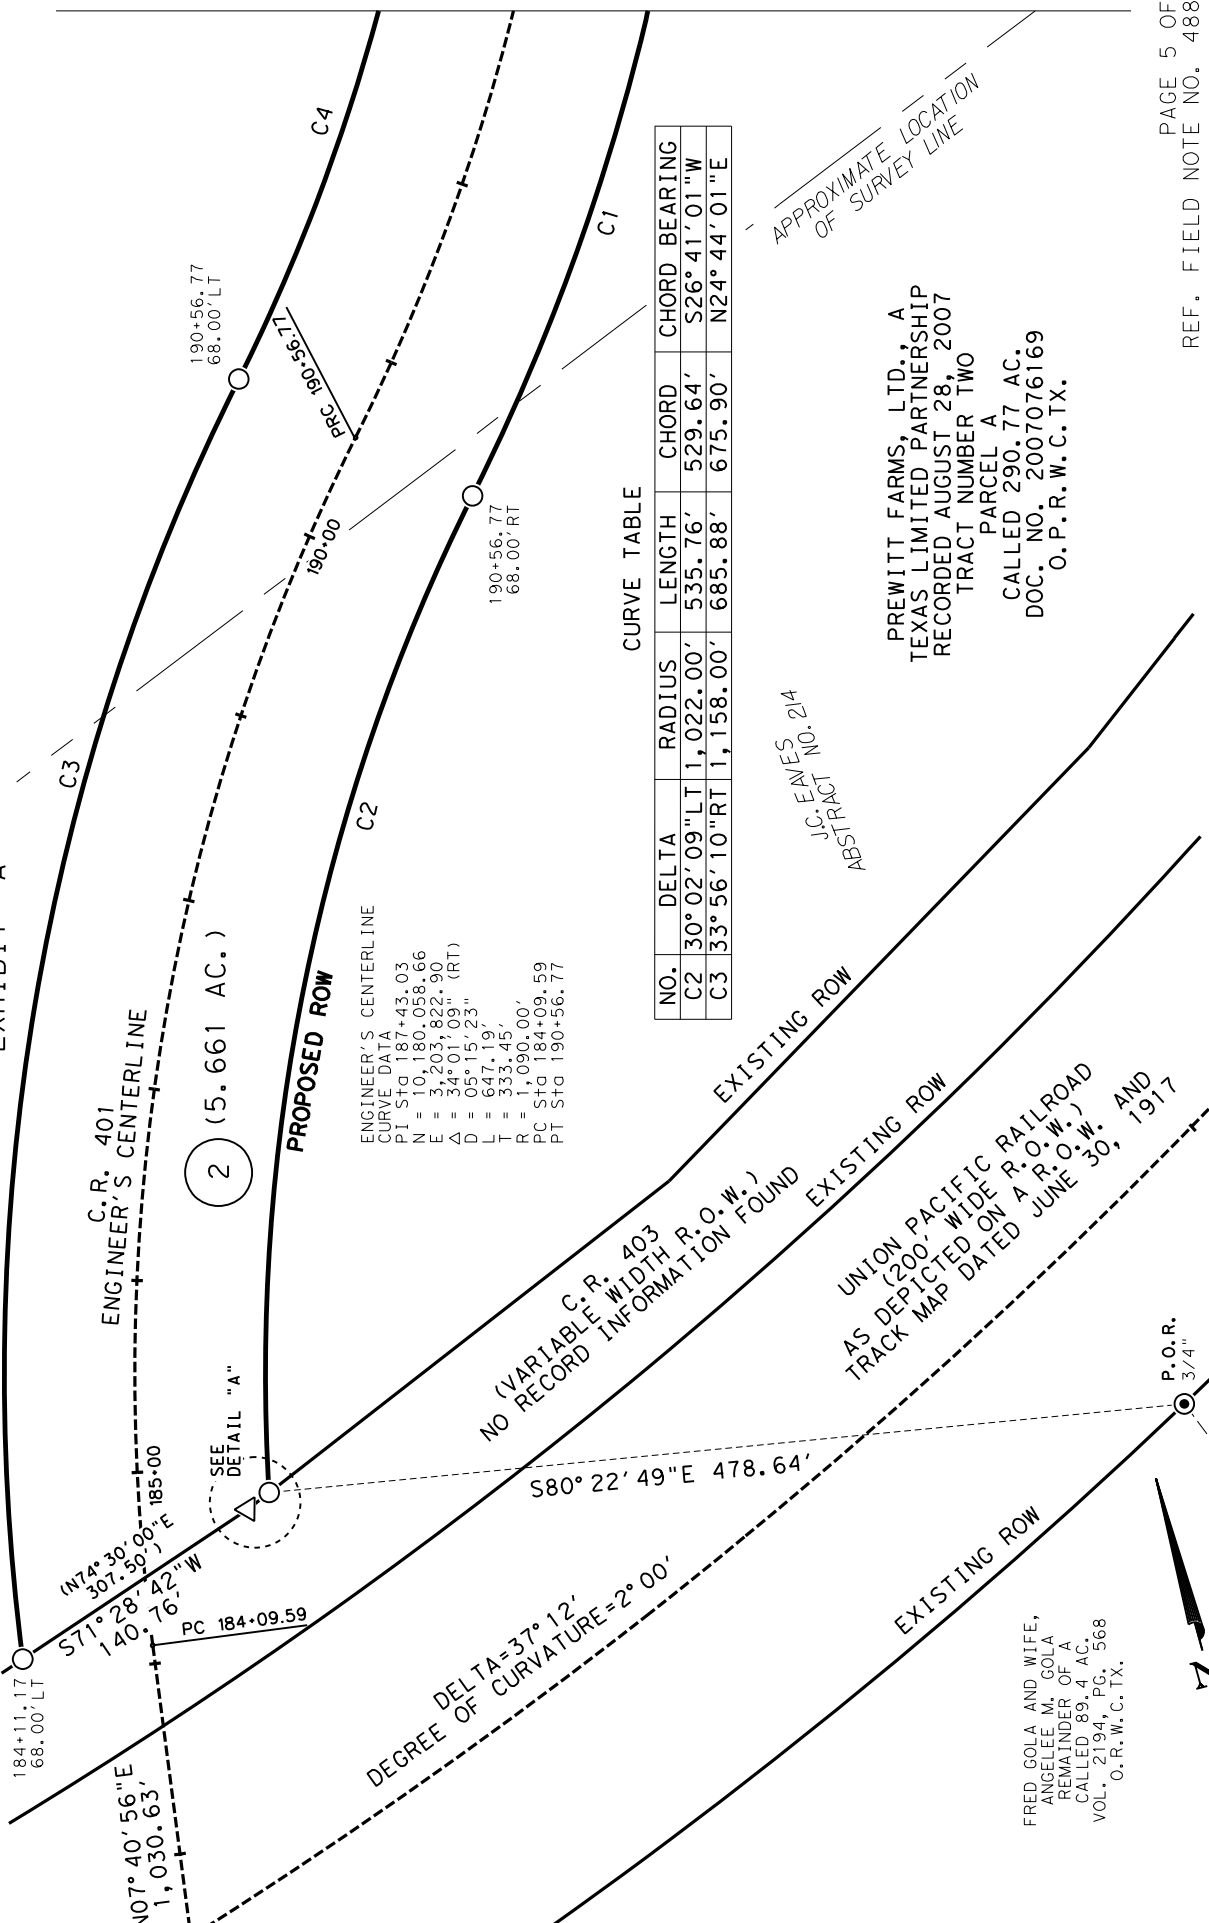 PAGE 5 OF
REF. FIELD NOTE NO. 488
C4
C1
C3
C2
APPROXIMATE LOCATION
OF SURVEY LINE
190+56.77
68.00'LT
PRC 190+56.77
190+00
190+56.77
68.00'RT
CURVE TABLE
NO. DELTA RADIUS LENGTH CHORD CHORD BEARING
C2 30°02'09"LT 1,022.00' 535.76' 529.64' S26°41'01"W
C3 33°56'10"RT 1,158.00' 685.88' 675.90' N24°44'01"E
PREWITT FARMS, LTD., A
TEXAS LIMITED PARTNERSHIP
RECORDED AUGUST 28, 2007
TRACT NUMBER TWO
PARCEL A
CALLED 290.77 AC.
DOC. NO. 2007076169
O.P.R.W.C.TX.
J.C. EAVES
ABSTRACT NO. 214
C.R. 401
ENGINEER'S CENTERLINE
2 (5.661 AC.)
PROPOSED ROW
ENGINEER'S CENTERLINE
CURVE DATA
PI Sta 187+43.03
N = 10,180,058.66
E = 3,203,822.90
Δ = 34°01'09" (RT)
D = 05°15'23"
L = 647.19'
T = 333.45'
R = 1,090.00'
PC Sta 184+09.59
PT Sta 190+56.77
EXISTING ROW
C.R. 403
(VARIABLE WIDTH R.O.W.)
NO RECORD INFORMATION FOUND
EXISTING ROW
UNION PACIFIC RAILROAD
(200' WIDE R.O.W.)
AS DEPICTED ON A R.O.W. AND
TRACK MAP DATED JUNE 30, 1917
SEE
DETAIL "A"
185+00
(N74°30'00"E
307.50')
S71°28'42"W
140.76'
PC 184+09.59
184+11.17
68.00'LT
N07°40'56"E
1,030.63'
S80°22'49"E 478.64'
P.O.R.
3/4"
DELTA=37°12'
DEGREE OF CURVATURE=2°00'
EXISTING ROW
FRED GOLA AND WIFE,
ANGELEE M. GOLA
REMAINDER OF A
CALLED 89.4 AC.
VOL. 2194, PG. 568
O.R.W.C.TX.